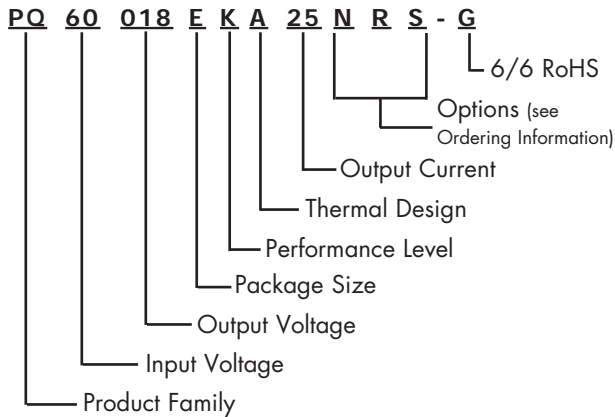 PQ 60 018 E K A 25 N R S - G
6/6 RoHS
Options (see
Ordering Information)
Output Current
Thermal Design
Performance Level
Package Size
Output Voltage
Input Voltage
Product Family